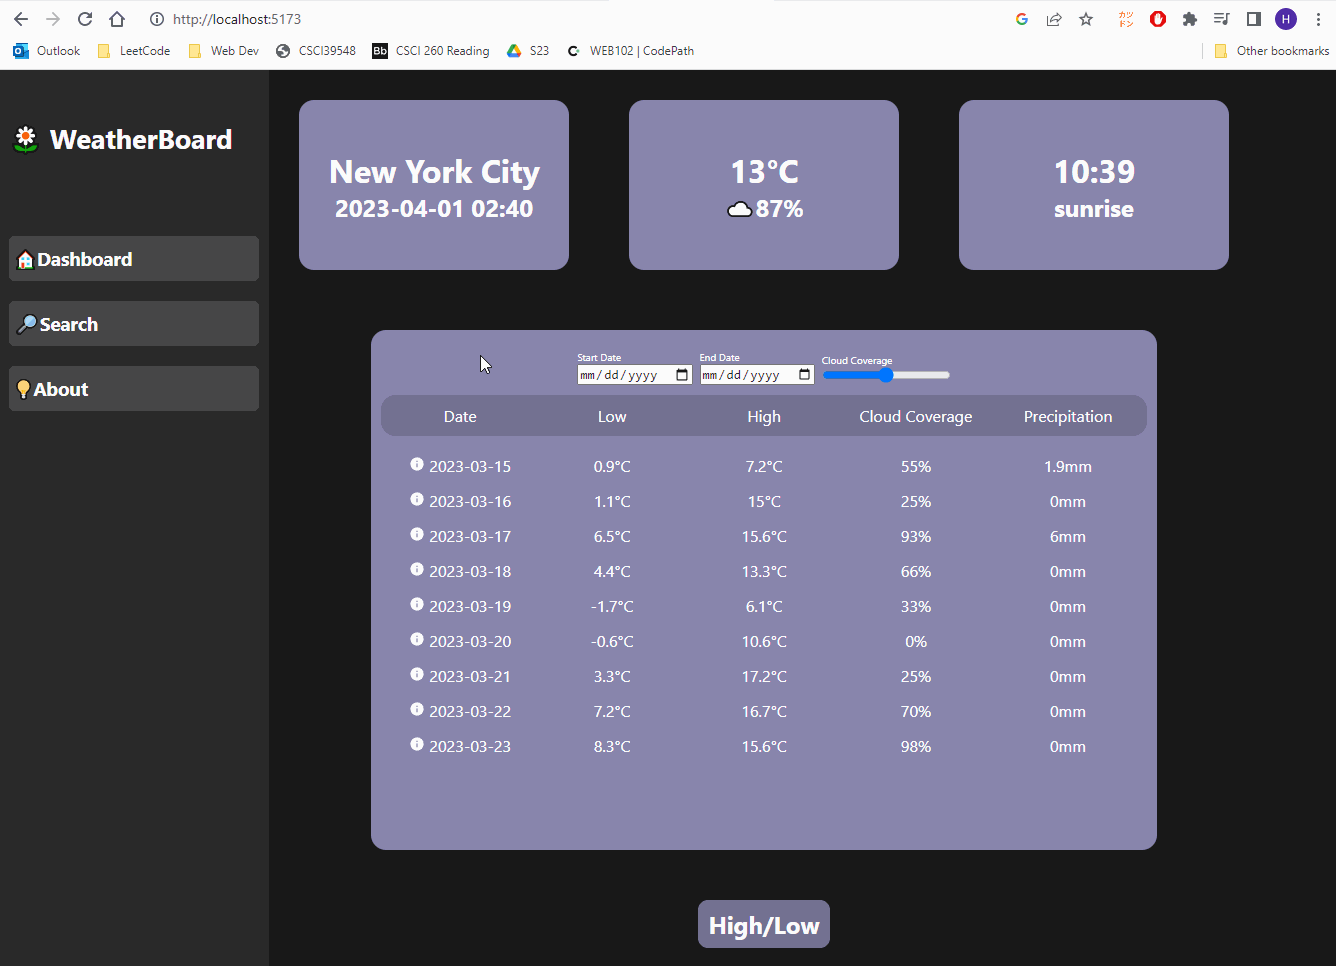 http://localhost:5173
カツ
ドン
H
Outlook
LeetCode
Web Dev
CSCI39548
Bb CSCI 260 Reading
S23
WEB102 | CodePath
Other bookmarks
WeatherBoard
Dashboard
Search
About
New York City
2023-04-01 02:40
13°C
87%
10:39
sunrise
Start Date
mm/dd/yyyy
End Date
mm/dd/yyyy
Cloud Coverage
Date Low High Cloud Coverage Precipitation
2023-03-15 0.9°C 7.2°C 55% 1.9mm
2023-03-16 1.1°C 15°C 25% 0mm
2023-03-17 6.5°C 15.6°C 93% 6mm
2023-03-18 4.4°C 13.3°C 66% 0mm
2023-03-19 -1.7°C 6.1°C 33% 0mm
2023-03-20 -0.6°C 10.6°C 0% 0mm
2023-03-21 3.3°C 17.2°C 25% 0mm
2023-03-22 7.2°C 16.7°C 70% 0mm
2023-03-23 8.3°C 15.6°C 98% 0mm
High/Low